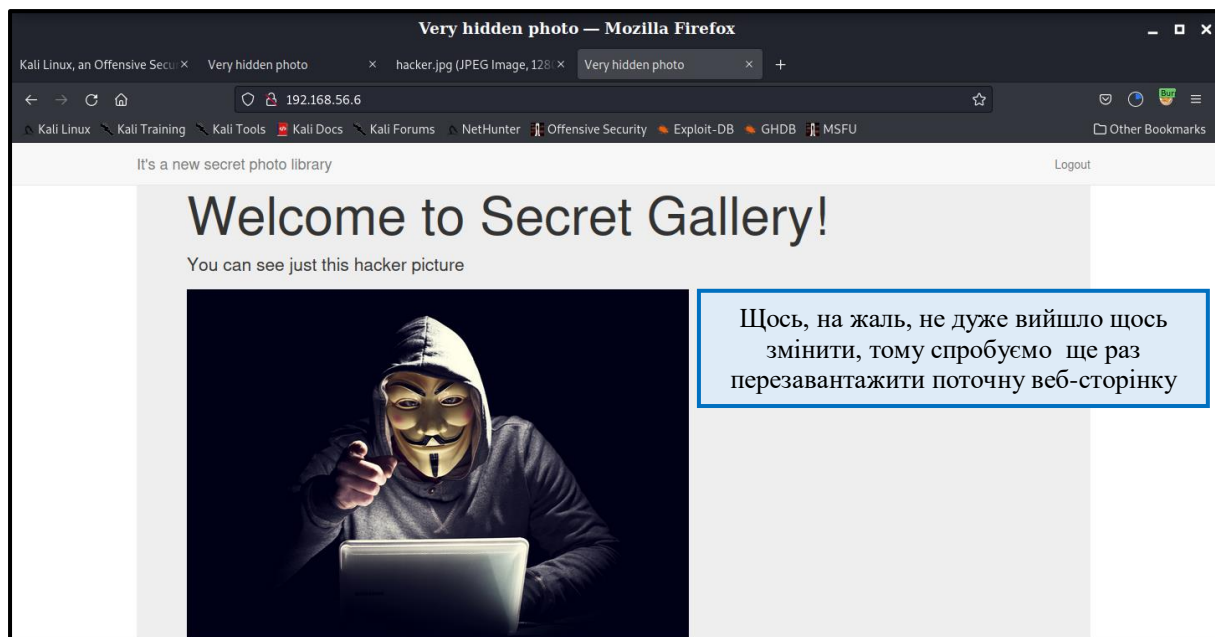 Very hidden photo — Mozilla Firefox
Kali Linux, an Offensive Secu
Very hidden photo
hacker.jpg (JPEG Image, 128
Very hidden photo
192.168.56.6
Kali Linux
Kali Training
Kali Tools
Kali Docs
Kali Forums
NetHunter
Offensive Security
Exploit-DB
GHDB
MSFU
Other Bookmarks
It's a new secret photo library
Logout
Welcome to Secret Gallery!
You can see just this hacker picture
Щось, на жаль, не дуже вийшло щось
змінити, тому спробуємо ще раз
перезавантажити поточну веб-сторінку